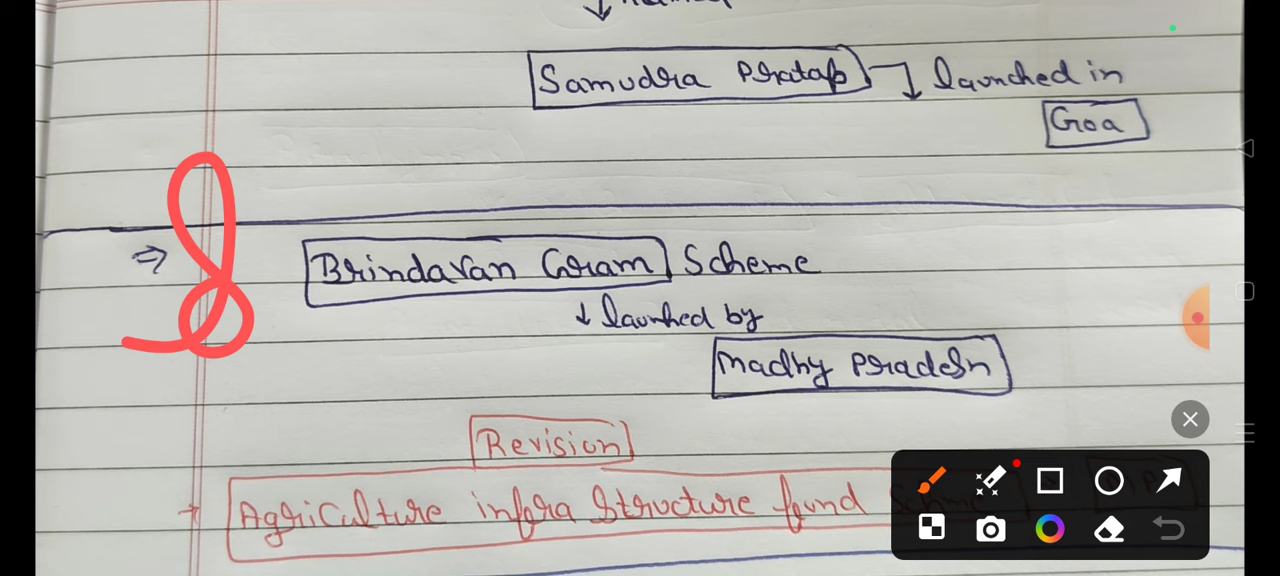 Samudra Pratap launched in
Goa
⇒ Brindavan Gram Scheme
↓ launched by
Madhy Pradesh
Revision
→ Agriculture infra Structure fund